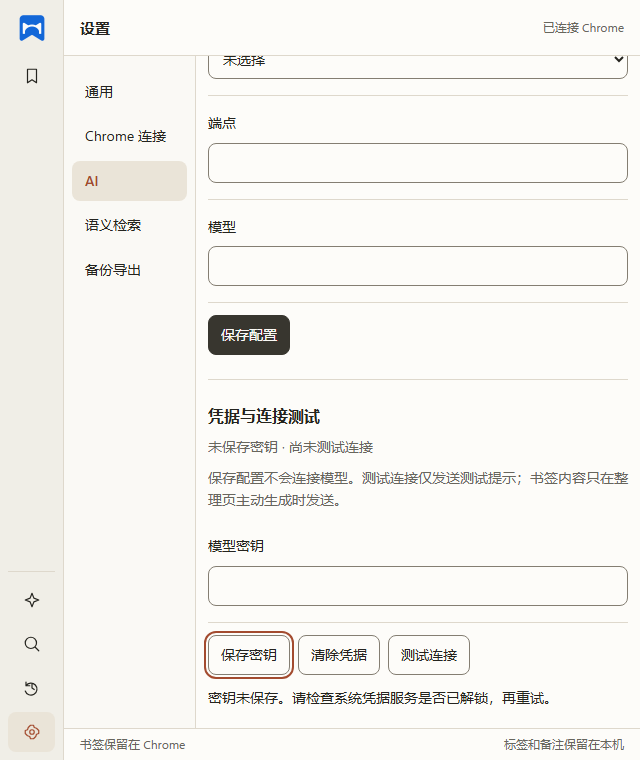 设置
已连接 Chrome
未选择
通用
Chrome 连接
AI
语义检索
备份导出
端点
模型
保存配置
凭据与连接测试
未保存密钥 · 尚未测试连接
保存配置不会连接模型。测试连接仅发送测试提示；书签内容只在整
理页主动生成时发送。
模型密钥
保存密钥
清除凭据
测试连接
密钥未保存。请检查系统凭据服务是否已解锁，再重试。
书签保留在 Chrome
标签和备注保留在本机